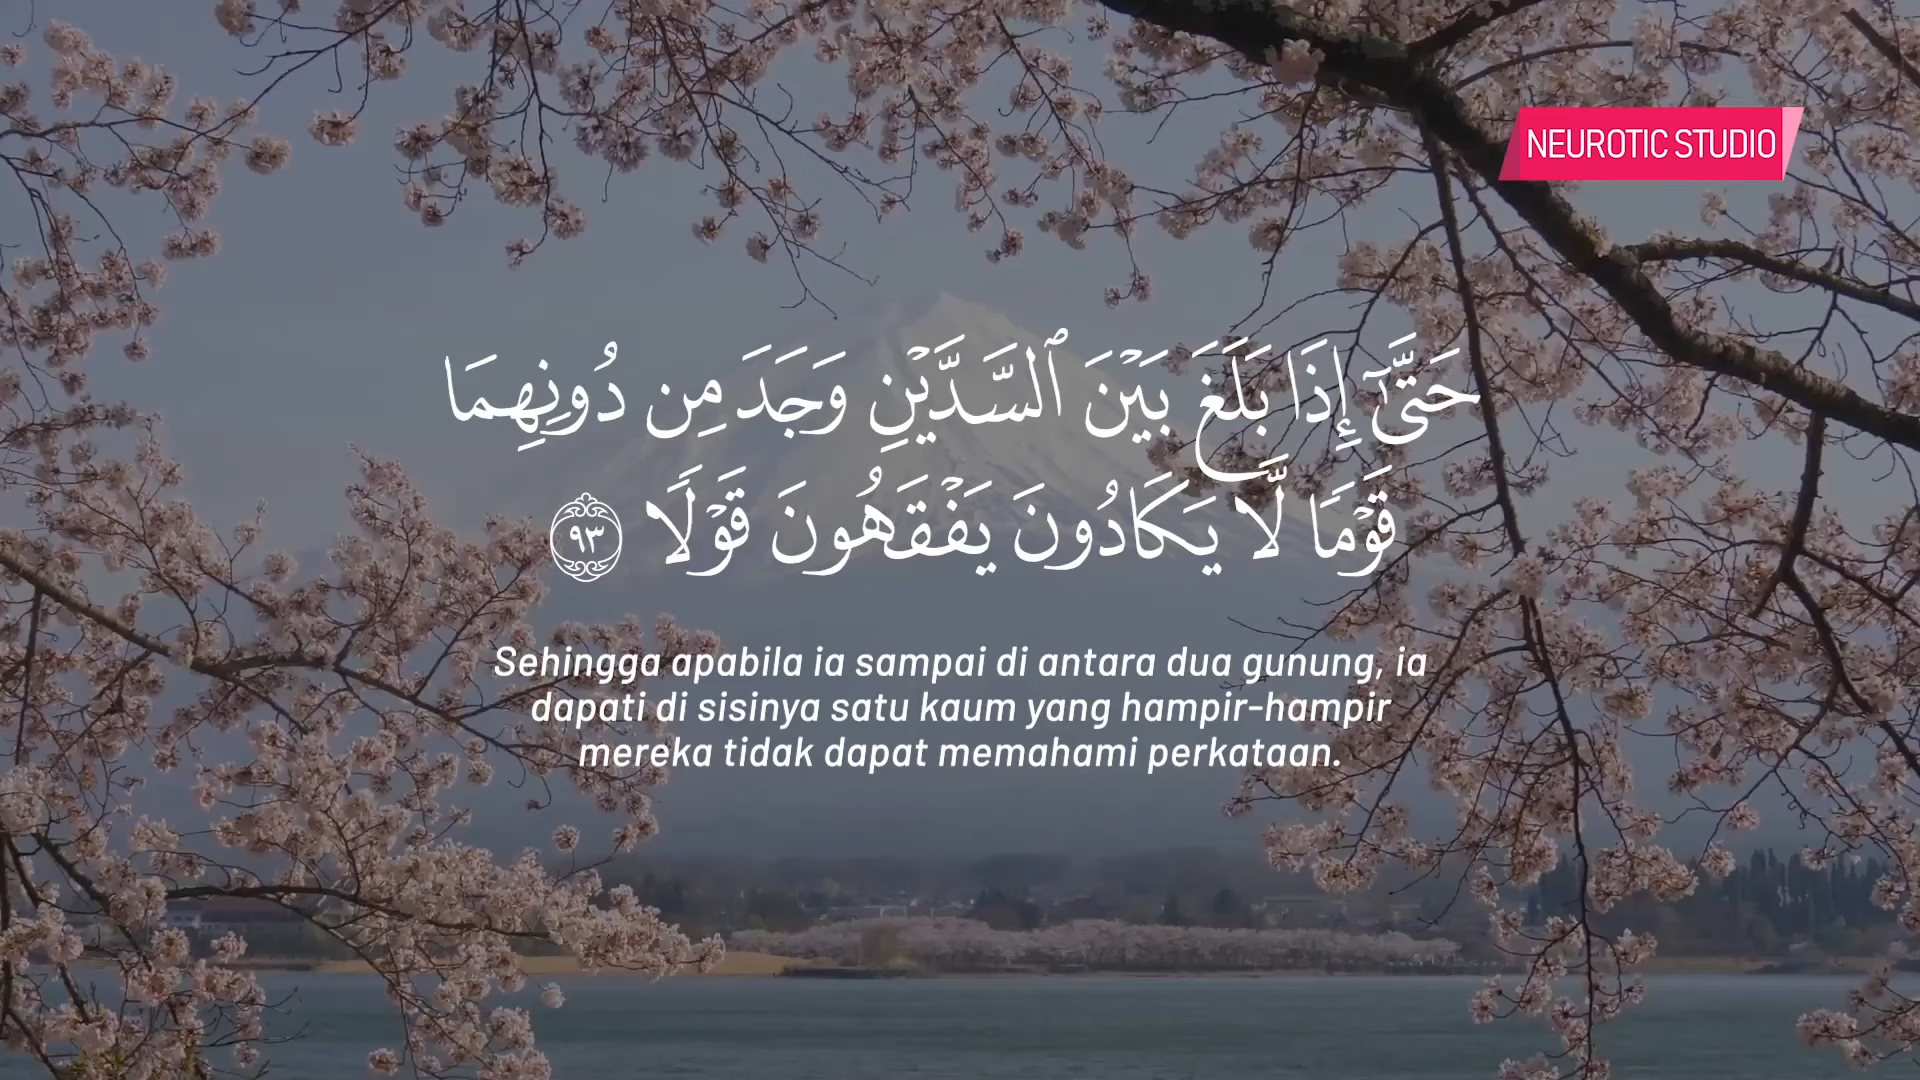 NEUROTIC STUDIO
حَتَّىٰٓ إِذَا بَلَغَ بَيْنَ ٱلسَّدَّيْنِ وَجَدَ مِن دُونِهِمَا
قَوْمًا لَّا يَكَادُونَ يَفْقَهُونَ قَوْلًا ٩٣
Sehingga apabila ia sampai di antara dua gunung, ia
dapati di sisinya satu kaum yang hampir-hampir
mereka tidak dapat memahami perkataan.